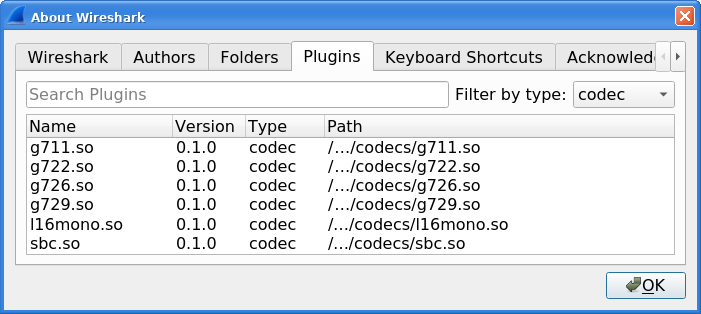 About Wireshark
Wireshark Authors Folders Plugins Keyboard Shortcuts
Search Plugins Filter by type: codec
Name Version Type Path
g711.so 0.1.0 codec /…/codecs/g711.so
g722.so 0.1.0 codec /…/codecs/g722.so
g726.so 0.1.0 codec /…/codecs/g726.so
g729.so 0.1.0 codec /…/codecs/g729.so
l16mono.so 0.1.0 codec /…/codecs/l16mono.so
sbc.so 0.1.0 codec /…/codecs/sbc.so
OK